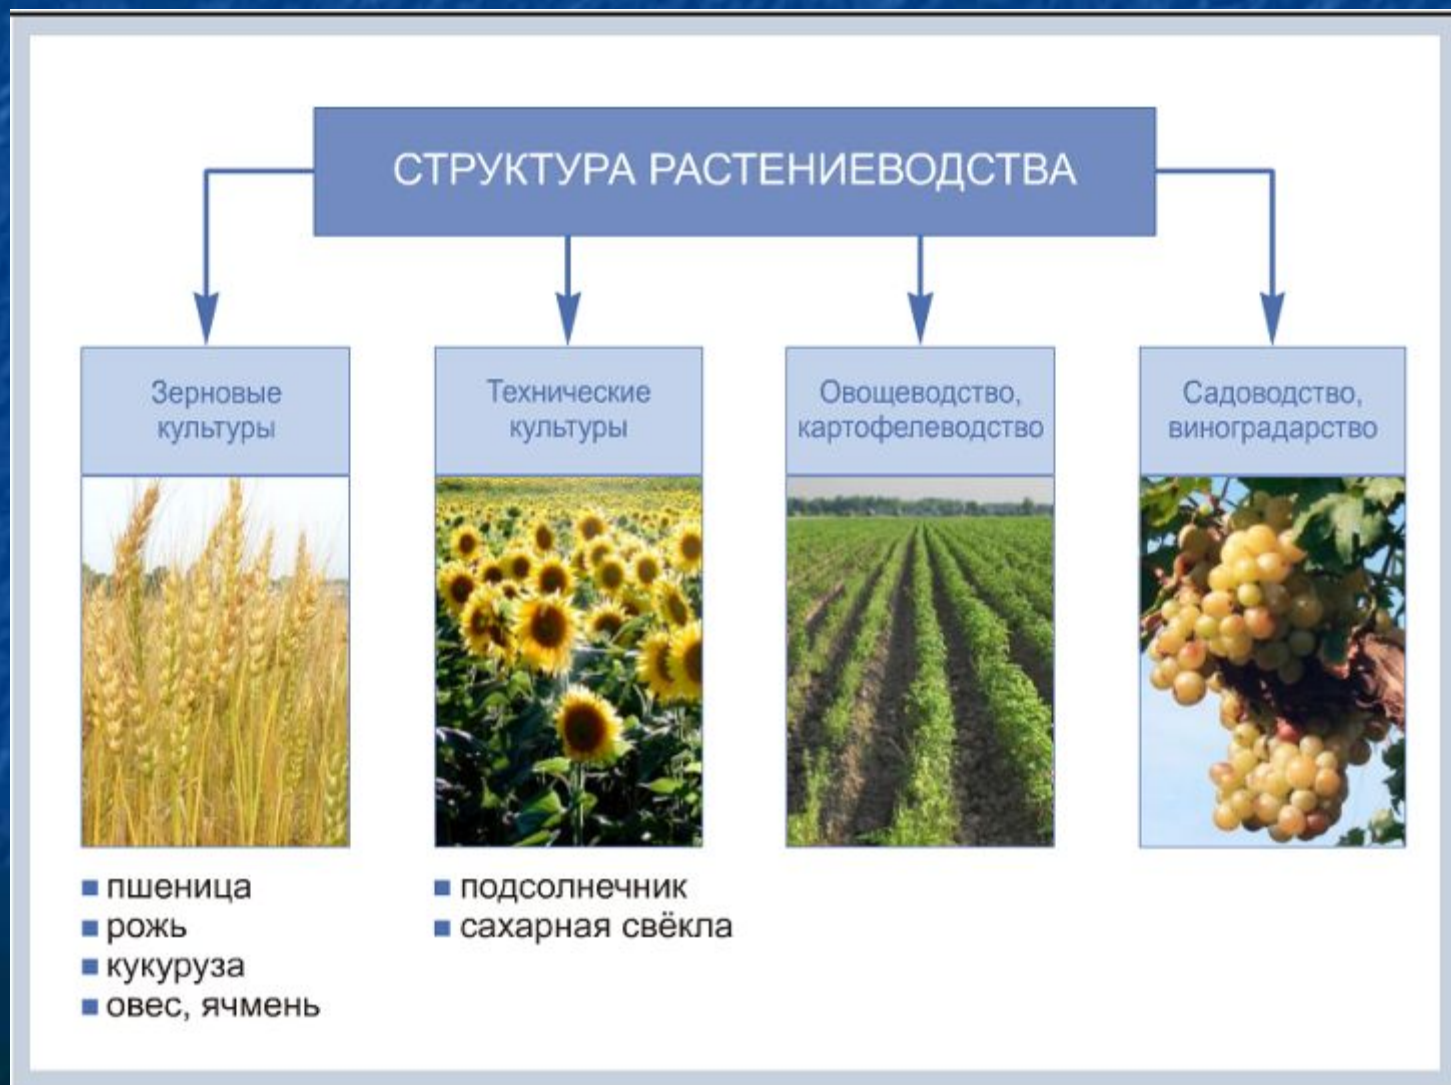 СТРУКТУРА РАСТЕНИЕВОДСТВА
Зерновые
культуры
Технические
культуры
Овощеводство,
картофелеводство
Садоводство,
виноградарство
пшеница
рожь
кукуруза
овес, ячмень
подсолнечник
сахарная свёкла